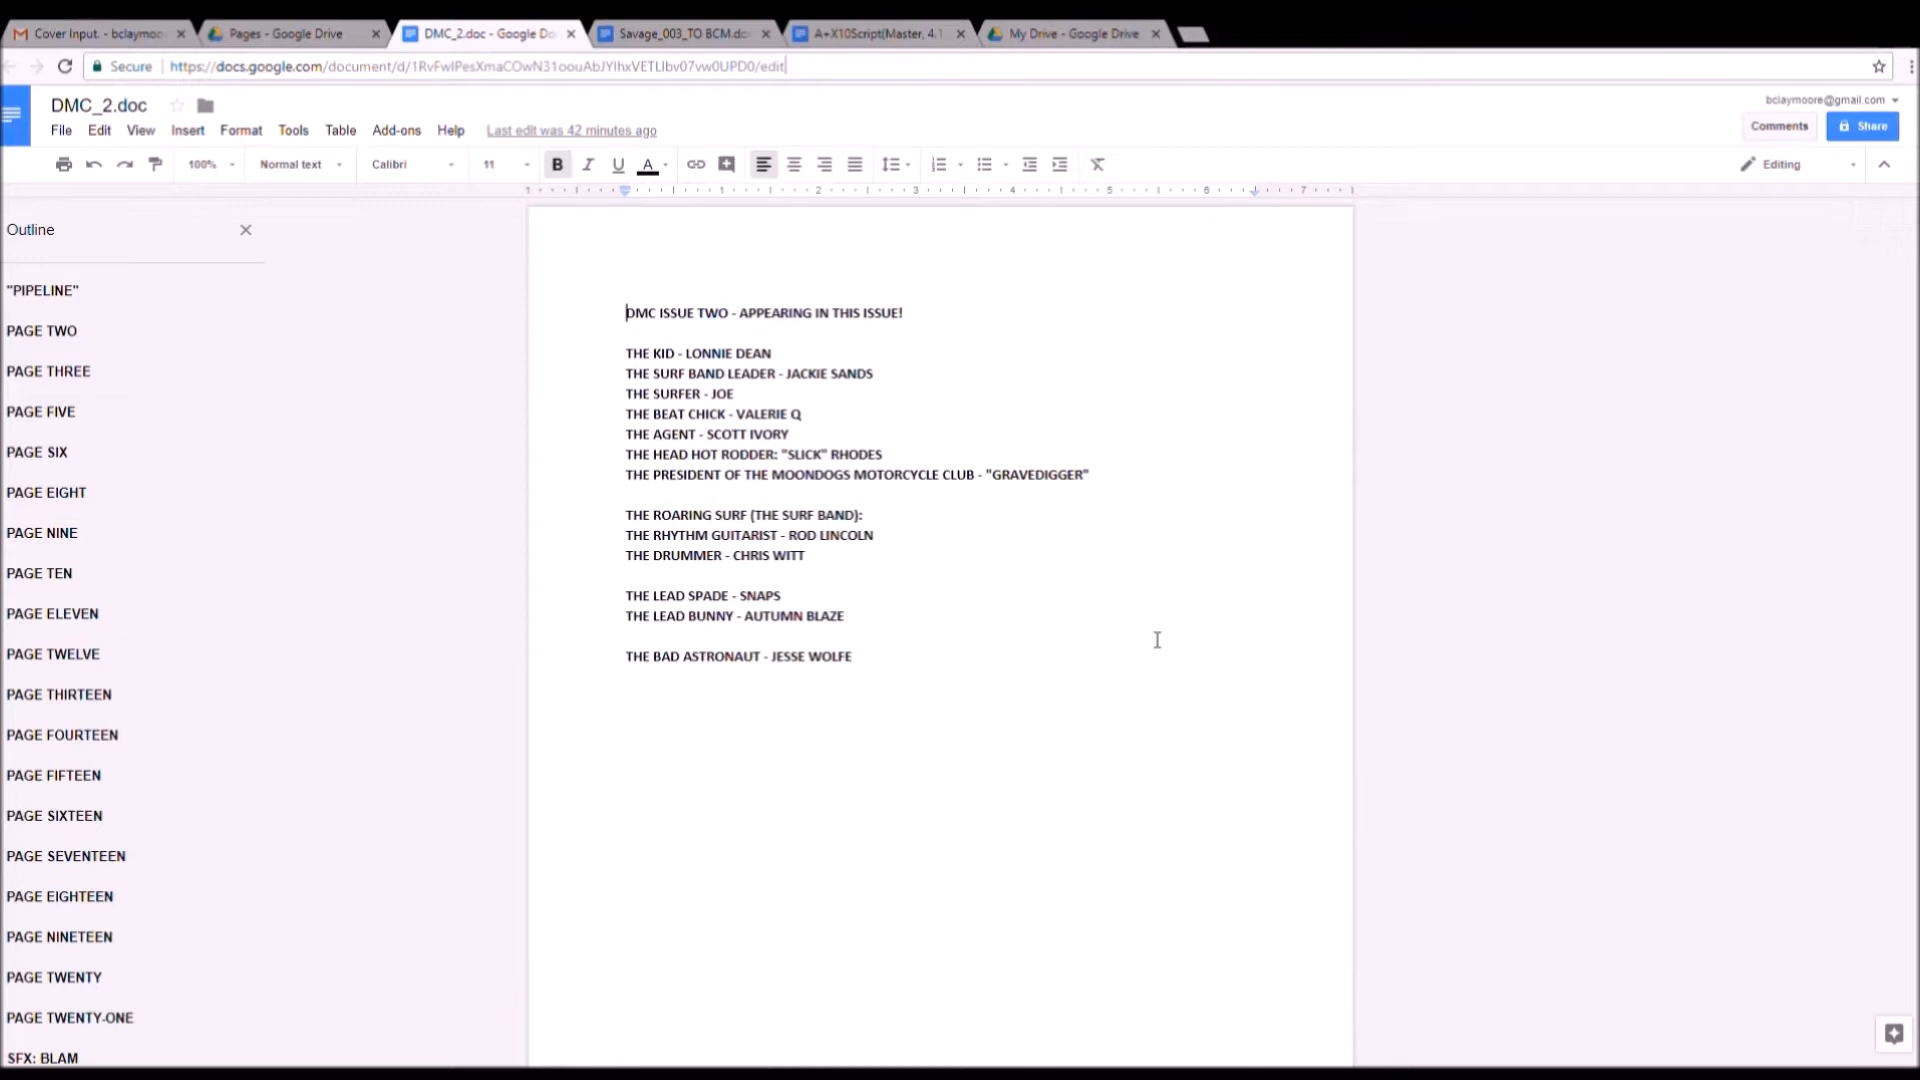 Cover Input. - bclaymoo
Pages - Google Drive
DMC_2.doc - Google Do
Savage_003_TO BCM.do
A+X10Script(Master, 4.1
My Drive - Google Drive
Secure
DMC_2.doc
bclaymoore@gmail.com
File Edit View Insert Format Tools Table Add-ons Help Last edit was 42 minutes ago
Comments Share
100% Normal text Calibri 11 B I U A Editing
1 1 2 3 4 5 6 7
Outline
"PIPELINE"
PAGE TWO
PAGE THREE
PAGE FIVE
PAGE SIX
PAGE EIGHT
PAGE NINE
PAGE TEN
PAGE ELEVEN
PAGE TWELVE
PAGE THIRTEEN
PAGE FOURTEEN
PAGE FIFTEEN
PAGE SIXTEEN
PAGE SEVENTEEN
PAGE EIGHTEEN
PAGE NINETEEN
PAGE TWENTY
PAGE TWENTY-ONE
SFX: BLAM
DMC ISSUE TWO - APPEARING IN THIS ISSUE!
THE KID - LONNIE DEAN
THE SURF BAND LEADER - JACKIE SANDS
THE SURFER - JOE
THE BEAT CHICK - VALERIE Q
THE AGENT - SCOTT IVORY
THE HEAD HOT RODDER: "SLICK" RHODES
THE PRESIDENT OF THE MOONDOGS MOTORCYCLE CLUB - "GRAVEDIGGER"
THE ROARING SURF (THE SURF BAND):
THE RHYTHM GUITARIST - ROD LINCOLN
THE DRUMMER - CHRIS WITT
THE LEAD SPADE - SNAPS
THE LEAD BUNNY - AUTUMN BLAZE
THE BAD ASTRONAUT - JESSE WOLFE